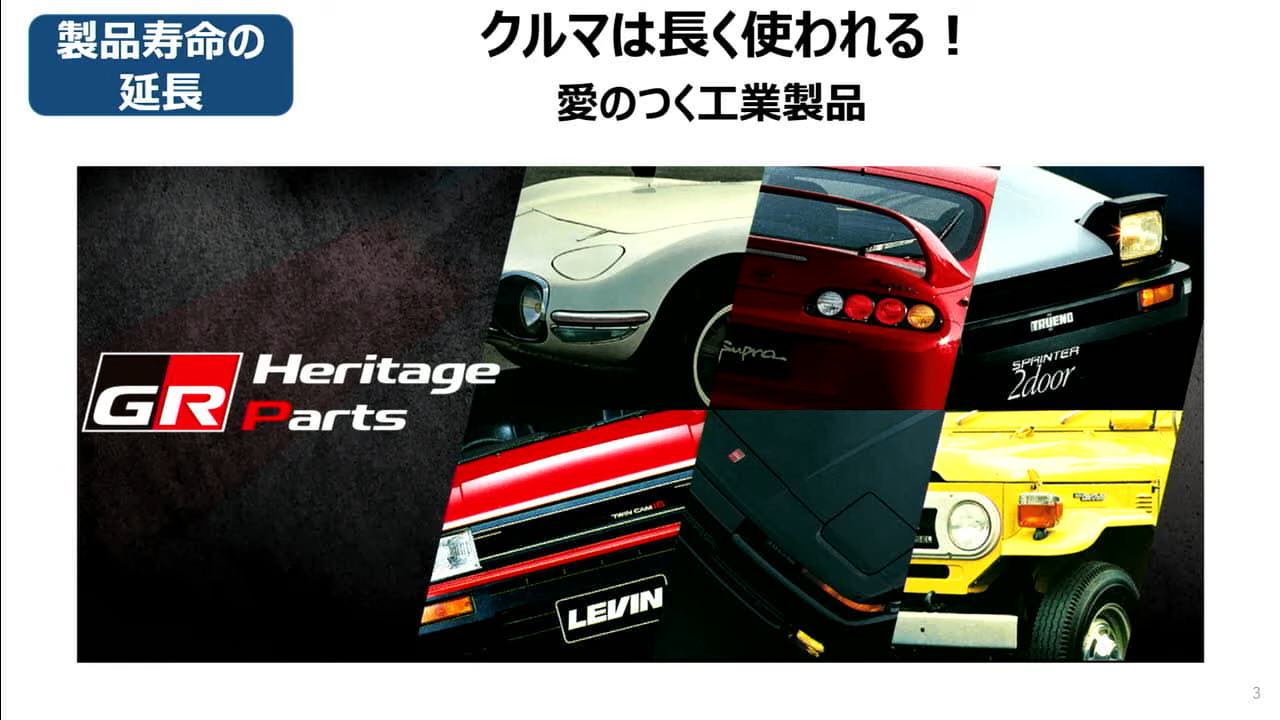 製品寿命の
延長
クルマは長く使われる！
愛のつく工業製品
GR Heritage
Parts
Supra
TRUENO
SPRINTER
2door
TWIN CAM 16
LEVIN
3